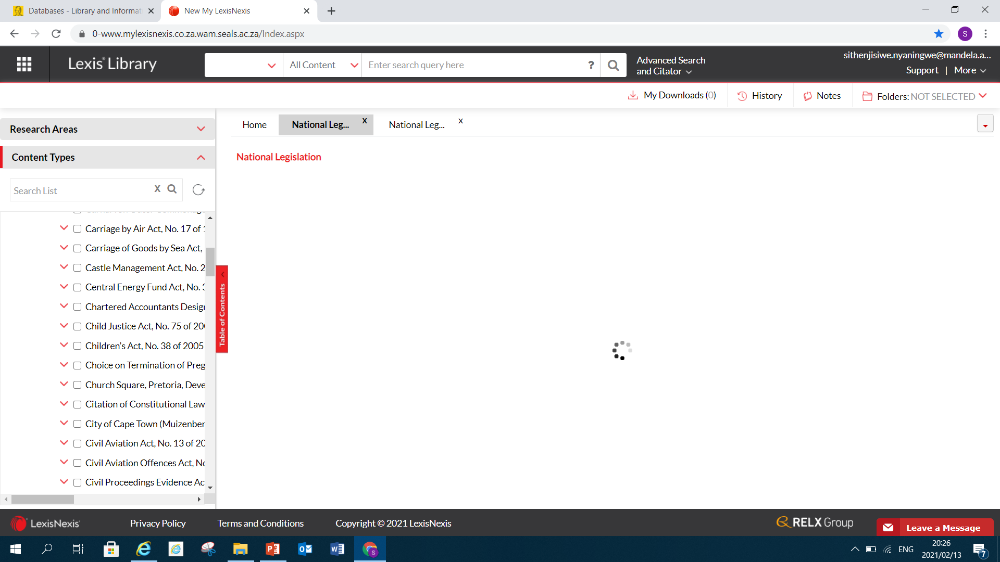 Databases - Library and Informat
New My LexisNexis
0-www.mylexisnexis.co.za.wam.seals.ac.za/Index.aspx
S
Lexis Library
All Content
Enter search query here
?
Advanced Search
and Citator
sithenjisiwe.nyaningwe@mandela.a...
Support | More
My Downloads (0)
History
Notes
Folders: NOT SELECTED
Research Areas
Content Types
Search List
X
Home
National Leg...
X
National Leg...
X
National Legislation
Carriage by Air Act, No. 17 of 1
Carriage of Goods by Sea Act,
Castle Management Act, No. 2
Central Energy Fund Act, No. 3
Chartered Accountants Desig
Child Justice Act, No. 75 of 20
Children's Act, No. 38 of 2005
Choice on Termination of Preg
Church Square, Pretoria, Deve
Citation of Constitutional Law
City of Cape Town (Muizenber
Civil Aviation Act, No. 13 of 20
Civil Aviation Offences Act, No
Civil Proceedings Evidence Ac
Table of Contents
LexisNexis
Privacy Policy
Terms and Conditions
Copyright © 2021 LexisNexis
RELX Group
Leave a Message
ENG
20:26
2021/02/13
7